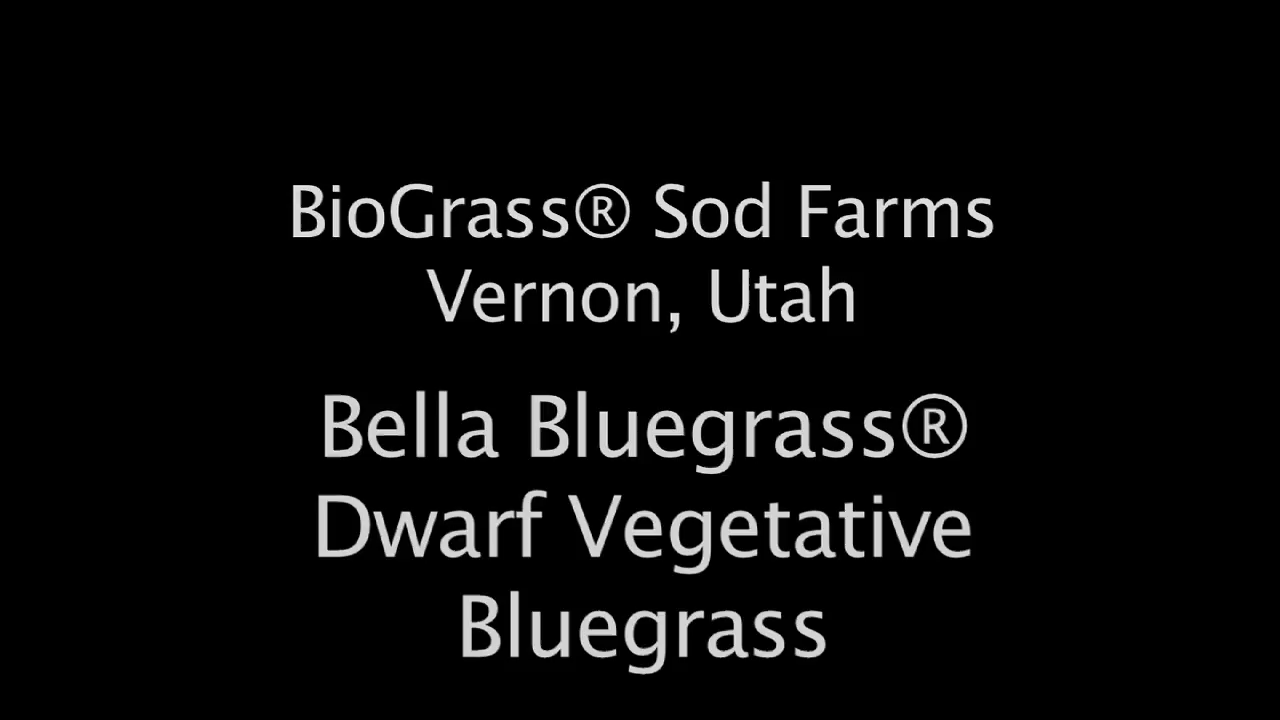 BioGrass® Sod Farms
Vernon, Utah
Bella Bluegrass®
Dwarf Vegetative
Bluegrass